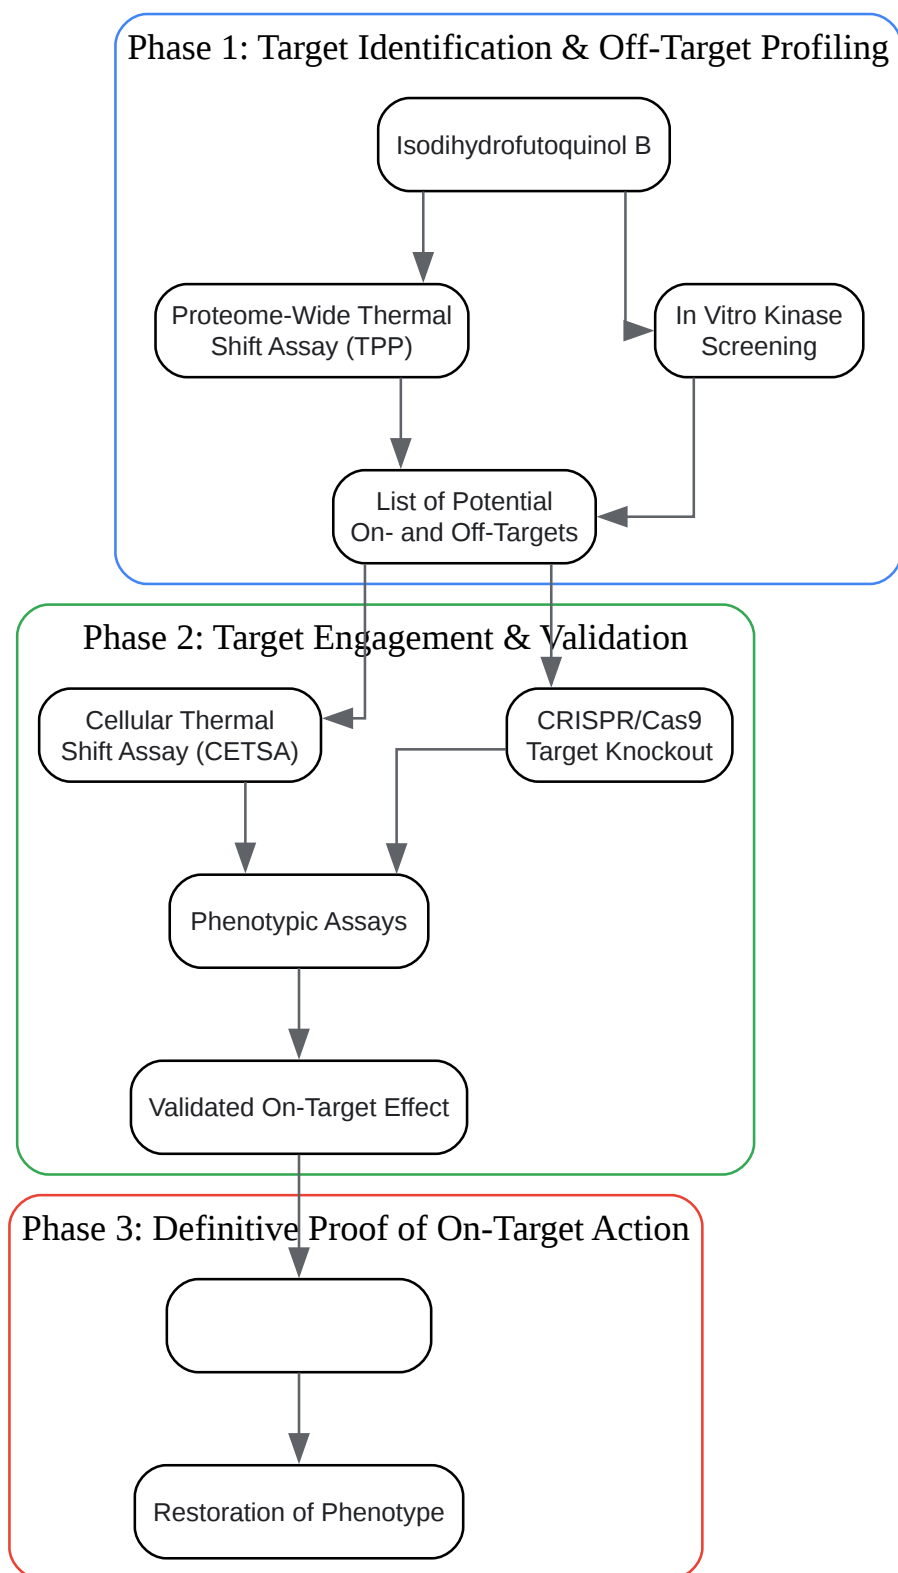 Phase 1: Target Identification & Off-Target Profiling
Isodihydrofutoquinol B
Proteome-Wide Thermal
Shift Assay (TPP)
In Vitro Kinase
Screening
List of Potential
On- and Off-Targets
Phase 2: Target Engagement & Validation
Cellular Thermal
Shift Assay (CETSA)
CRISPR/Cas9
Target Knockout
Phenotypic Assays
Validated On-Target Effect
Phase 3: Definitive Proof of On-Target Action
Restoration of Phenotype